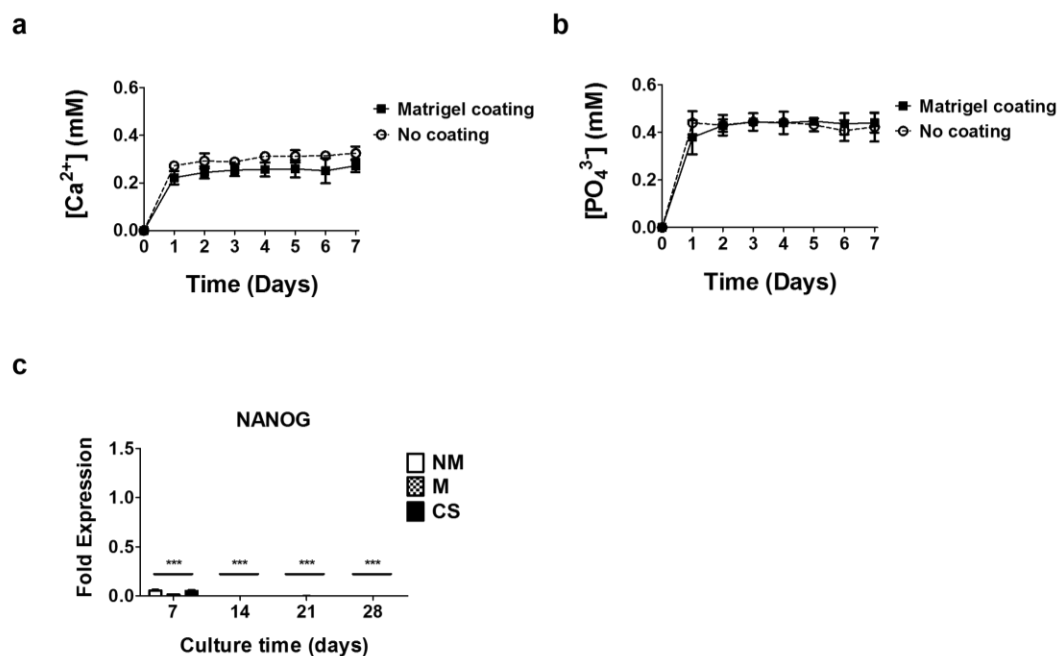 a
[Ca2+] (mM)
0.6
0.4
0.2
0.0
0 1 2 3 4 5 6 7
Time (Days)
Matrigel coating
No coating
b
[PO43-] (mM)
0.6
0.4
0.2
0.0
0 1 2 3 4 5 6 7
Time (Days)
Matrigel coating
No coating
c
NANOG
Fold Expression
1.5
1.0
0.5
0.0
*** *** *** ***
7 14 21 28
Culture time (days)
NM
M
CS